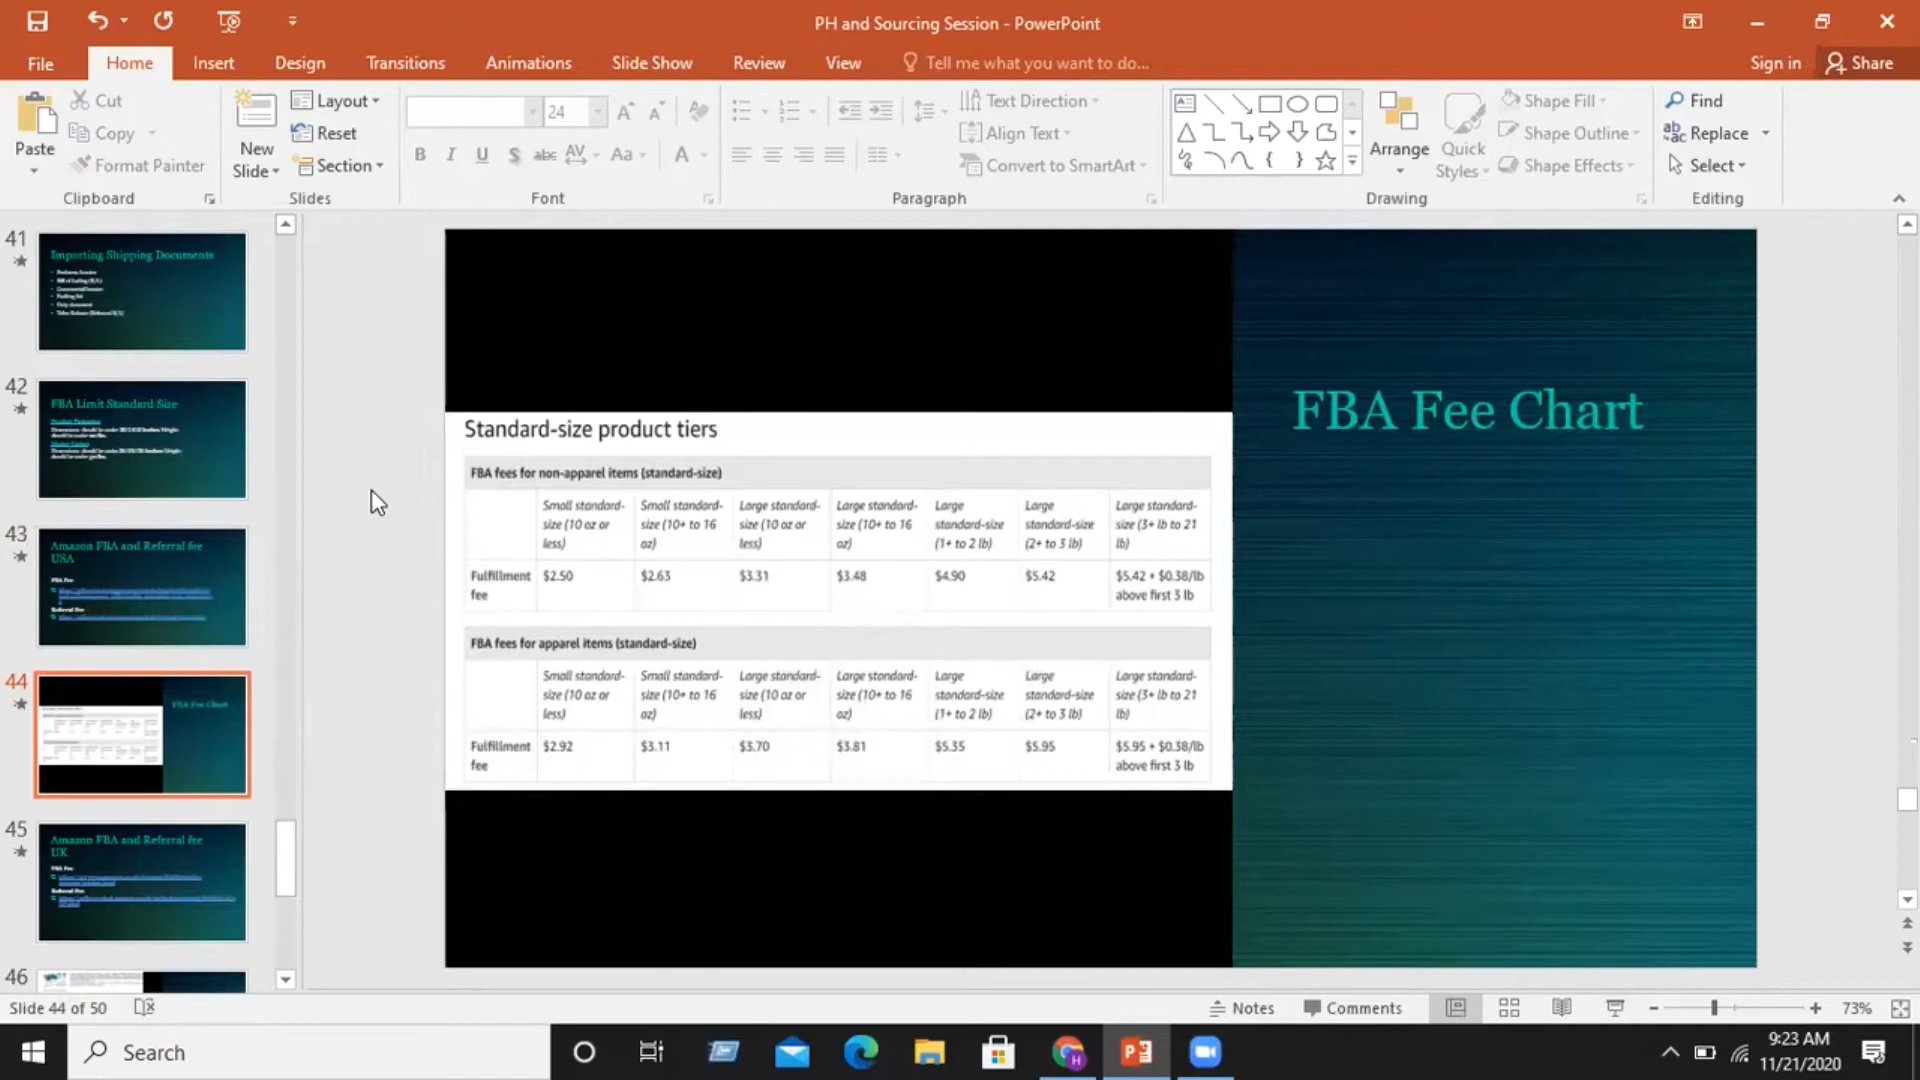 PH and Sourcing Session - PowerPoint
File Home Insert Design Transitions Animations Slide Show Review View Tell me what you want to do... Sign in Share
Paste Cut Copy Format Painter
Clipboard
New Slide Layout Reset Section
Slides
24
B I U S abc AV Aa A
Font
Text Direction Align Text Convert to SmartArt
Paragraph
Arrange Quick Styles Shape Fill Shape Outline Shape Effects
Drawing
Find Replace Select
Editing
41
Importing Shipping Documents
42
FBA Limit Standard Size
43
Amazon FBA and Referral fee
USA
FBA Fee
Referral Fee
44
FBA Fee Chart
45
Amazon FBA and Referral fee
UK
FBA Fee
Referral Fee
46
FBA Fee Chart
Standard-size product tiers
FBA fees for non-apparel items (standard-size)
Small standard-size (10 oz or less) Small standard-size (10+ to 16 oz) Large standard-size (10 oz or less) Large standard-size (10+ to 16 oz) Large standard-size (1+ to 2 lb) Large standard-size (2+ to 3 lb) Large standard-size (3+ lb to 21 lb)
Fulfillment fee $2.50 $2.63 $3.31 $3.48 $4.90 $5.42 $5.42 + $0.38/lb above first 3 lb
FBA fees for apparel items (standard-size)
Small standard-size (10 oz or less) Small standard-size (10+ to 16 oz) Large standard-size (10 oz or less) Large standard-size (10+ to 16 oz) Large standard-size (1+ to 2 lb) Large standard-size (2+ to 3 lb) Large standard-size (3+ lb to 21 lb)
Fulfillment fee $2.92 $3.11 $3.70 $3.81 $5.35 $5.95 $5.95 + $0.38/lb above first 3 lb
Slide 44 of 50 Notes Comments 73%
Search
9:23 AM
11/21/2020